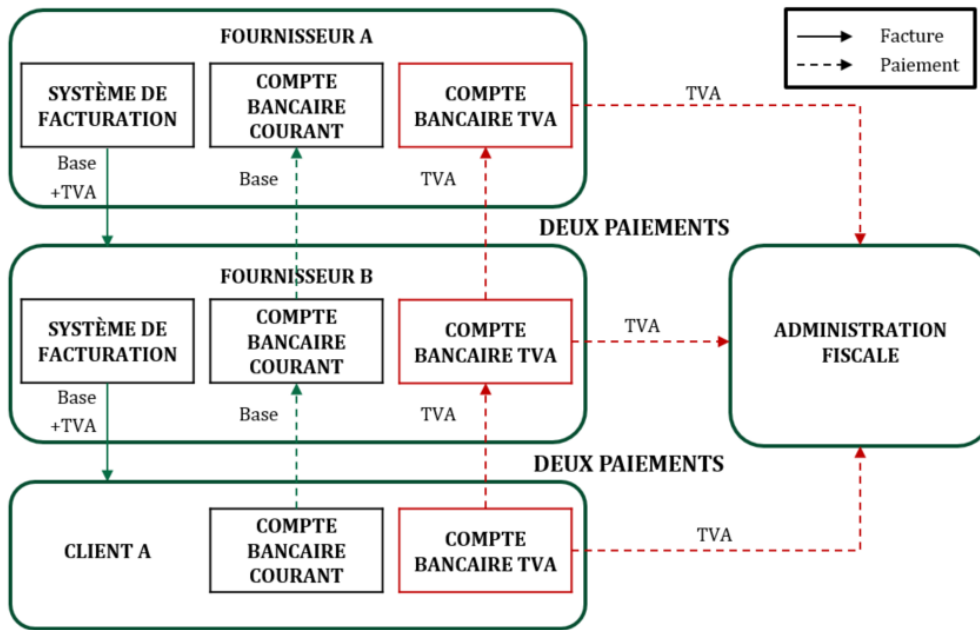 FOURNISSEUR A
SYSTÈME DE
FACTURATION
COMPTE
BANCAIRE
COURANT
COMPTE
BANCAIRE TVA
TVA
Facture
Paiement
Base
+TVA
Base
TVA
DEUX PAIEMENTS
FOURNISSEUR B
SYSTÈME DE
FACTURATION
COMPTE
BANCAIRE
COURANT
COMPTE
BANCAIRE TVA
TVA
ADMINISTRATION
FISCALE
Base
+TVA
Base
TVA
DEUX PAIEMENTS
CLIENT A
COMPTE
BANCAIRE
COURANT
COMPTE
BANCAIRE TVA
TVA